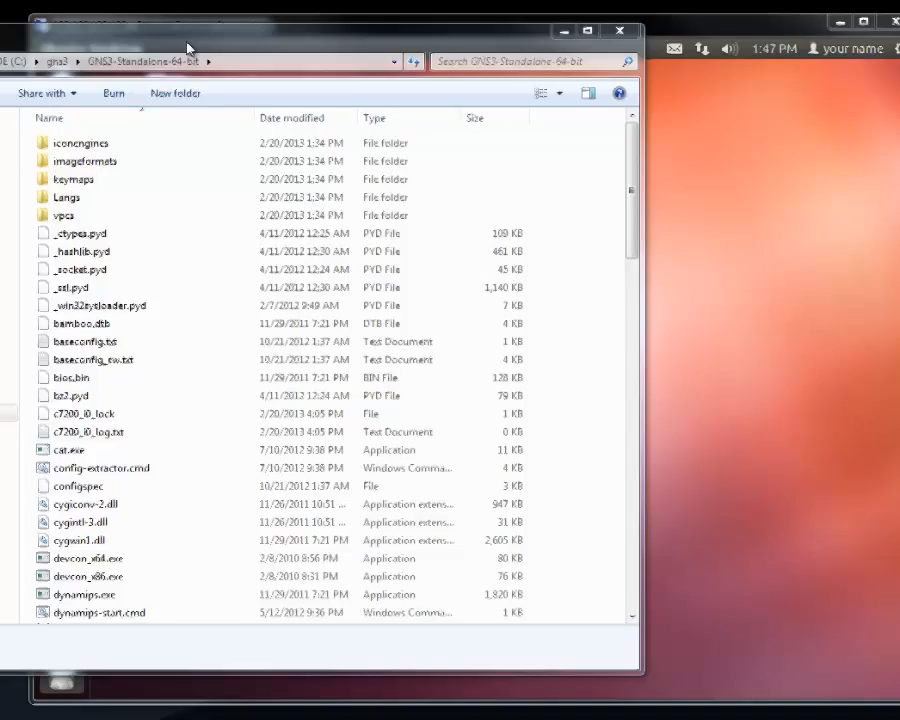 DE (C:) gns3 GNS3-Standalone-64-bit Search GNS3-Standalone-64-bit
1:47 PM your name
Share with Burn New folder
Name Date modified Type Size
iconengines 2/20/2013 1:34 PM File folder
imageformats 2/20/2013 1:34 PM File folder
keymaps 2/20/2013 1:34 PM File folder
Langs 2/20/2013 1:34 PM File folder
vpcs 2/20/2013 1:34 PM File folder
_ctypes.pyd 4/11/2012 12:25 AM PYD File 109 KB
_hashlib.pyd 4/11/2012 12:30 AM PYD File 461 KB
_socket.pyd 4/11/2012 12:24 AM PYD File 45 KB
_ssl.pyd 4/11/2012 12:30 AM PYD File 1,140 KB
_win32sysloader.pyd 2/7/2012 9:49 AM PYD File 7 KB
bamboo.dtb 11/29/2011 7:21 PM DTB File 4 KB
baseconfig.txt 10/21/2012 1:37 AM Text Document 1 KB
baseconfig_sw.txt 10/21/2012 1:37 AM Text Document 4 KB
bios.bin 11/29/2011 7:21 PM BIN File 128 KB
bz2.pyd 4/11/2012 12:24 AM PYD File 79 KB
c7200_i0_lock 2/20/2013 4:05 PM File 1 KB
c7200_i0_log.txt 2/20/2013 4:05 PM Text Document 0 KB
cat.exe 7/10/2012 9:38 PM Application 11 KB
config-extractor.cmd 7/10/2012 9:38 PM Windows Comma... 4 KB
configspec 10/21/2012 1:37 AM File 3 KB
cygiconv-2.dll 11/26/2011 10:51 ... Application extens... 947 KB
cygintl-3.dll 11/26/2011 10:51 ... Application extens... 31 KB
cygwin1.dll 11/29/2011 7:21 PM Application extens... 2,605 KB
devcon_x64.exe 2/8/2010 8:56 PM Application 80 KB
devcon_x86.exe 2/8/2010 8:31 PM Application 76 KB
dynamips.exe 11/29/2011 7:21 PM Application 1,820 KB
dynamips-start.cmd 5/12/2012 9:36 PM Windows Comma... 1 KB